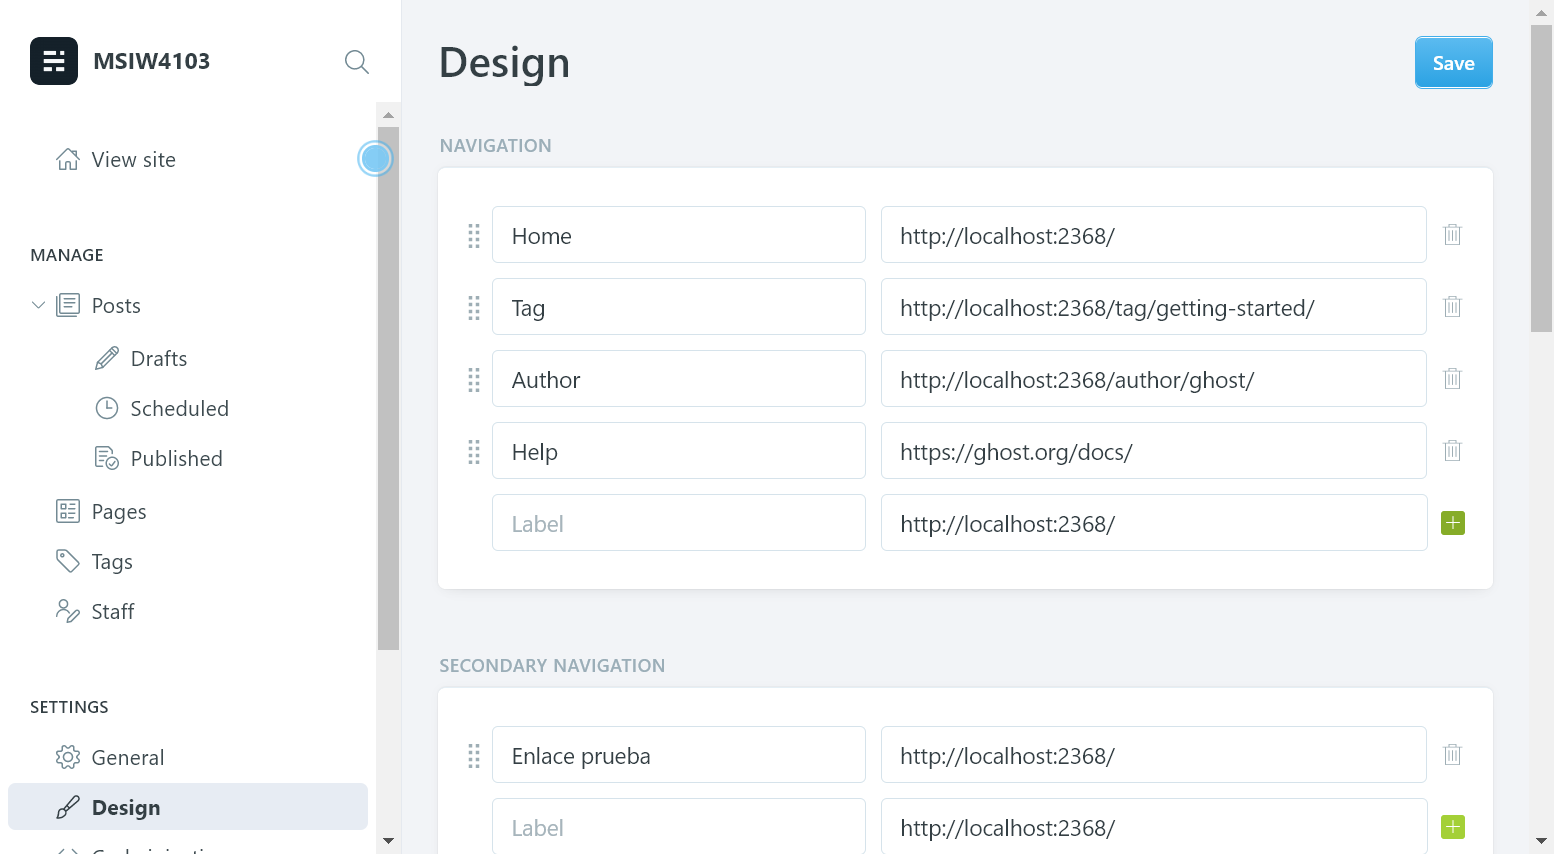 MSIW4103
View site
MANAGE
Posts
Drafts
Scheduled
Published
Pages
Tags
Staff
SETTINGS
General
Design
Design
Save
NAVIGATION
Home http://localhost:2368/
Tag http://localhost:2368/tag/getting-started/
Author http://localhost:2368/author/ghost/
Help https://ghost.org/docs/
Label http://localhost:2368/
SECONDARY NAVIGATION
Enlace prueba http://localhost:2368/
Label http://localhost:2368/